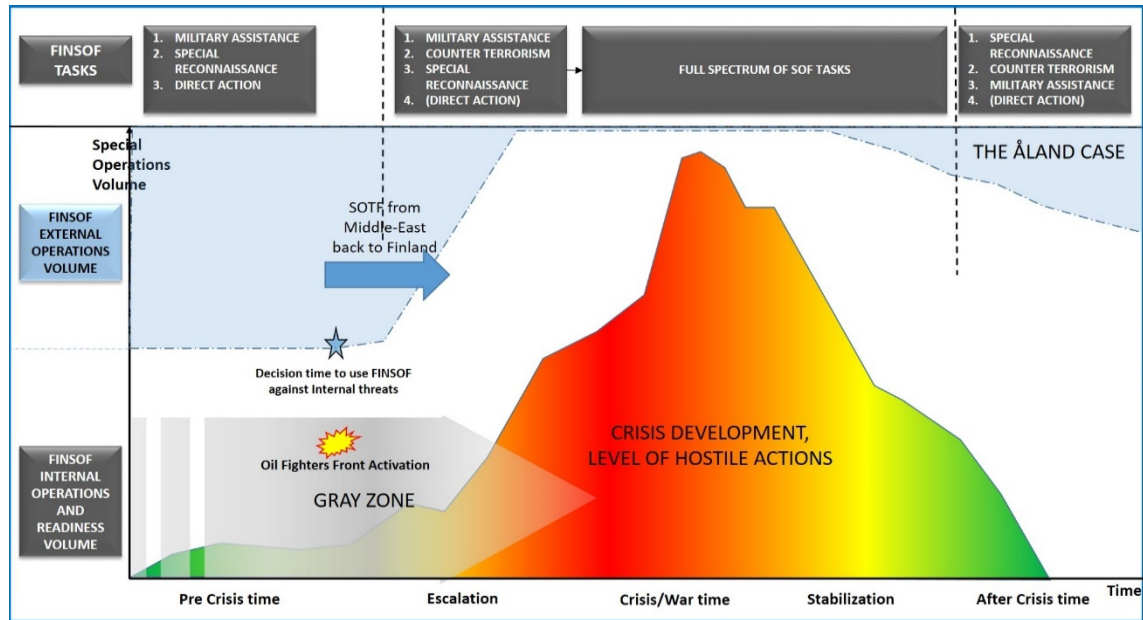 FINSOF
TASKS
1. MILITARY ASSISTANCE
2. SPECIAL
RECONNAISSANCE
3. DIRECT ACTION
1. MILITARY ASSISTANCE
2. COUNTER TERRORISM
3. SPECIAL
RECONNAISSANCE
4. (DIRECT ACTION)
FULL SPECTRUM OF SOF TASKS
1. SPECIAL
RECONNAISSANCE
2. COUNTER TERRORISM
3. MILITARY ASSISTANCE
4. (DIRECT ACTION)
Special
Operations
Volume
THE ÅLAND CASE
FINSOF
EXTERNAL
OPERATIONS
VOLUME
SOTF from
Middle-East
back to Finland
Decision time to use FINSOF
against Internal threats
Oil Fighters Front Activation
GRAY ZONE
CRISIS DEVELOPMENT,
LEVEL OF HOSTILE ACTIONS
FINSOF
INTERNAL
OPERATIONS
AND
READINESS
VOLUME
Pre Crisis time
Escalation
Crisis/War time
Stabilization
After Crisis time
Time